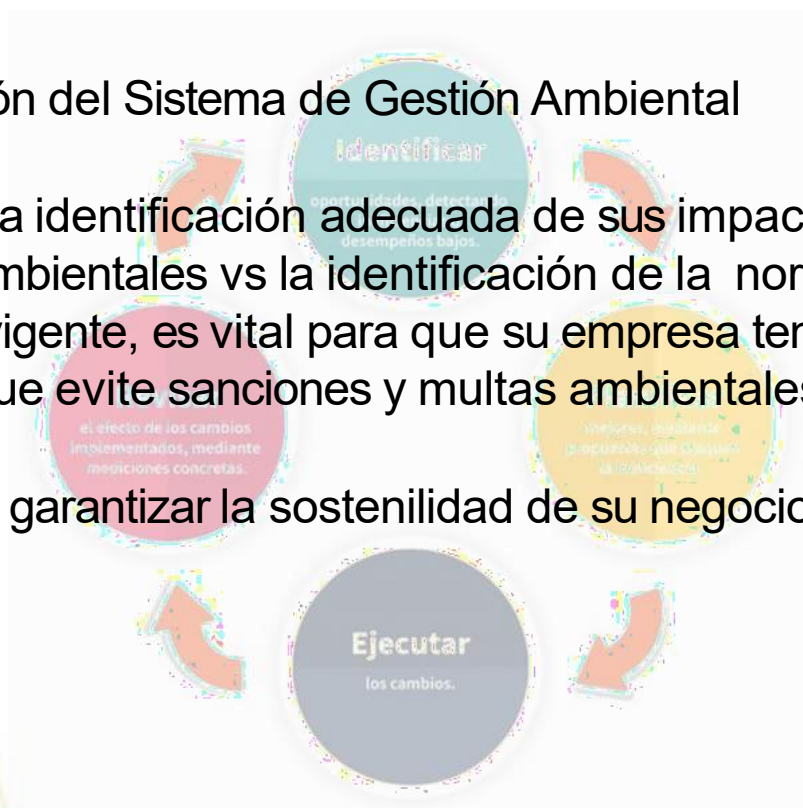 ón del Sistema de Gestión Ambiental
Identificar
oportunidades, detectando
desempeños bajos.
a identificación adecuada de sus impac
mbientales vs la identificación de la nor
vigente, es vital para que su empresa ten
ue evite sanciones y multas ambientales
el efecto de los cambios
implementados, mediante
mediciones concretas.
garantizar la sostenilidad de su negocio
Ejecutar
los cambios.